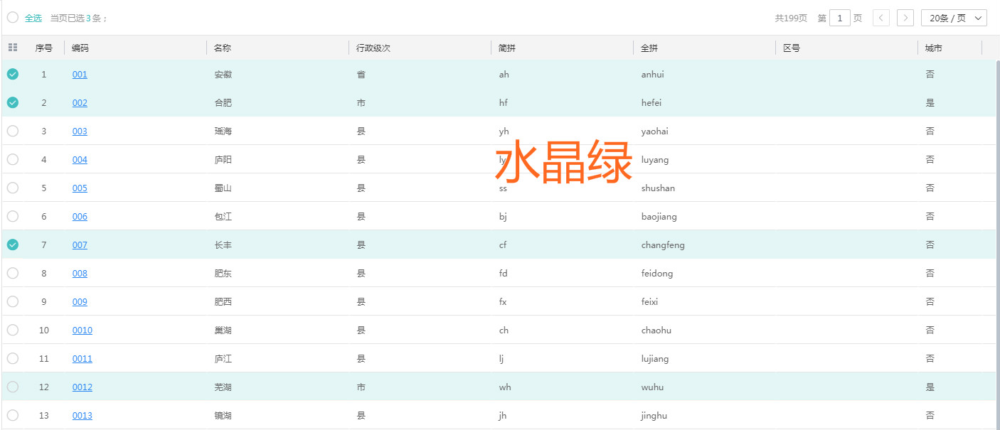 全选 当页已选3条； 共199页 第 1 页 20条 / 页
序号 编码 名称 行政级次 简拼 全拼 区号 城市
1 001 安徽 省 ah anhui 否
2 002 合肥 市 hf hefei 是
3 003 瑶海 县 yh yaohai 否
水晶绿
4 004 庐阳 县 ly luyang 否
5 005 蜀山 县 ss shushan 否
6 006 包江 县 bj baojiang 否
7 007 长丰 县 cf changfeng 否
8 008 肥东 县 fd feidong 否
9 009 肥西 县 fx feixi 否
10 0010 巢湖 县 ch chaohu 否
11 0011 庐江 县 lj lujiang 否
12 0012 芜湖 市 wh wuhu 是
13 0013 镜湖 县 jh jinghu 否